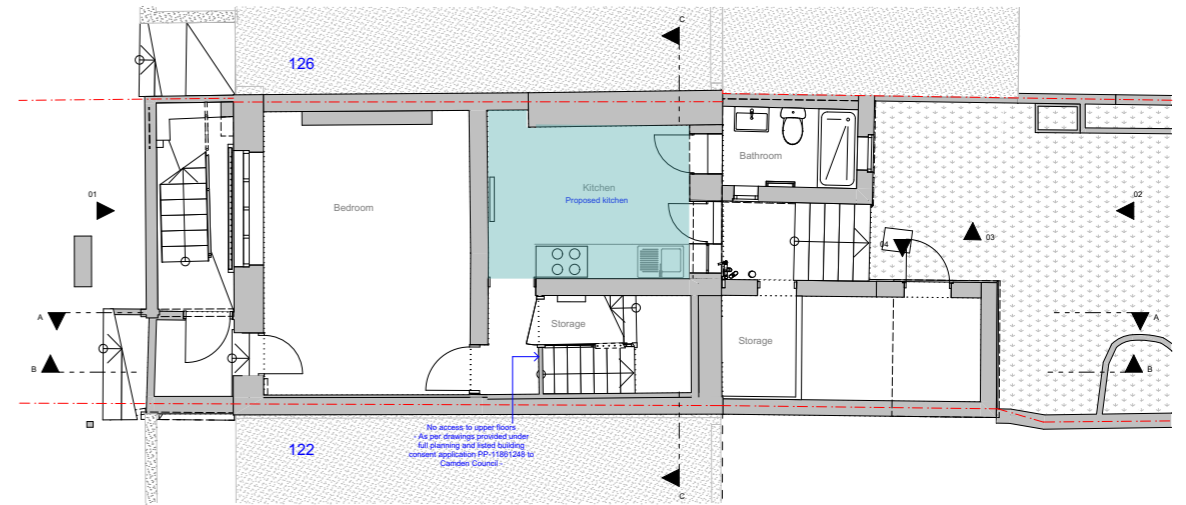 C
126
Bathroom
Kitchen
Proposed kitchen
Bedroom
01
02
03
04
A
A
Storage
Storage
B
B
No access to upper floors
- As per drawings provided under
full planning and listed building
consent application PP-11861248 to
Camden Council -
122
C